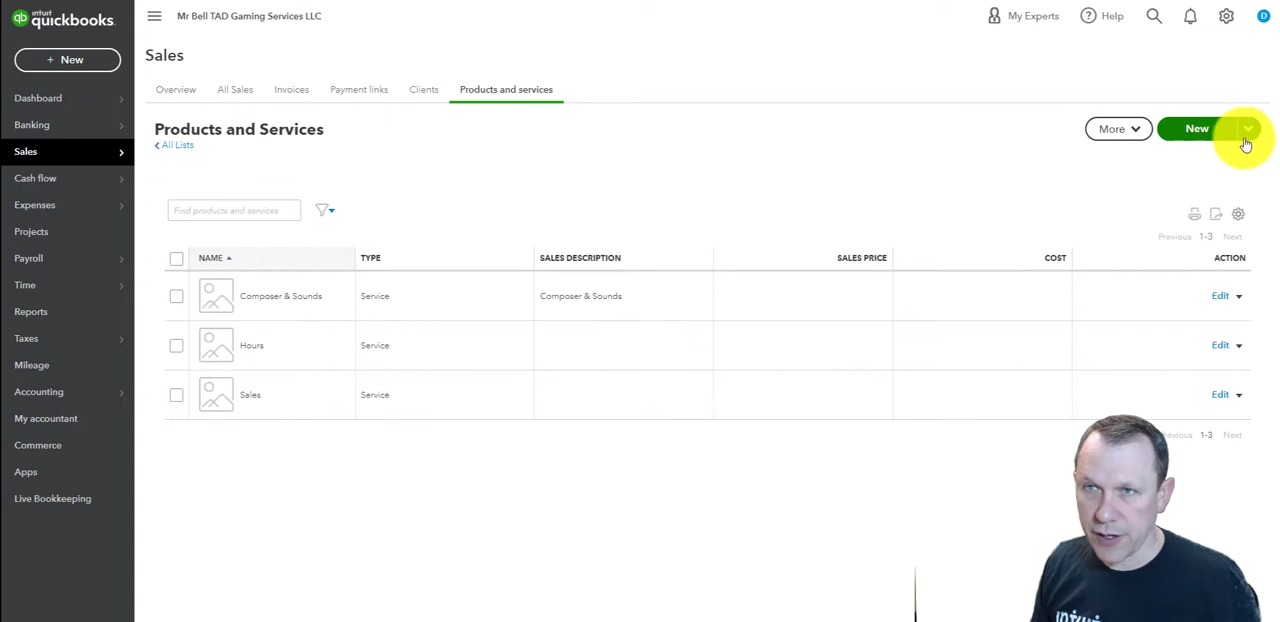 intuit
quickbooks.
Mr Bell TAD Gaming Services LLC
My Experts
Help
D
+ New
Dashboard
Banking
Sales
Cash flow
Expenses
Projects
Payroll
Time
Reports
Taxes
Mileage
Accounting
My accountant
Commerce
Apps
Live Bookkeeping
Sales
Overview All Sales Invoices Payment links Clients Products and services
Products and Services
All Lists
More
New
Find products and services
Previous 1-3 Next
NAME TYPE SALES DESCRIPTION SALES PRICE COST ACTION
Composer & Sounds Service Composer & Sounds Edit
Hours Service Edit
Sales Service Edit
1-3 Next